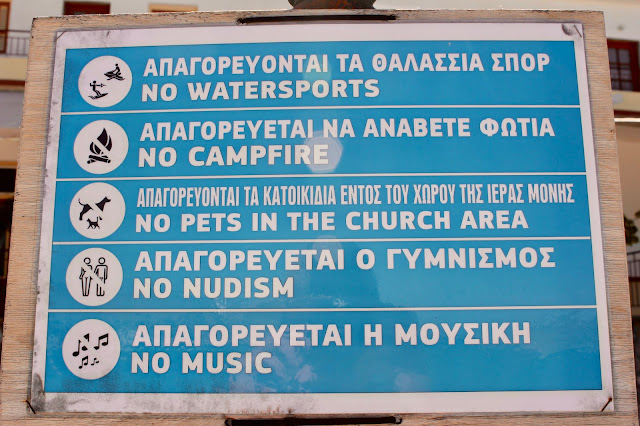 ΑΠΑΓΟΡΕΥΟΝΤΑΙ ΤΑ ΘΑΛΑΣΣΙΑ ΣΠΟΡ
NO WATERSPORTS
ΑΠΑΓΟΡΕΥΕΤΑΙ ΝΑ ΑΝΑΒΕΤΕ ΦΩΤΙΑ
NO CAMPFIRE
ΑΠΑΓΟΡΕΥΟΝΤΑΙ ΤΑ ΚΑΤΟΙΚΙΔΙΑ ΕΝΤΟΣ ΤΟΥ ΧΩΡΟΥ ΤΗΣ ΙΕΡΑΣ ΜΟΝΗΣ
NO PETS IN THE CHURCH AREA
ΑΠΑΓΟΡΕΥΕΤΑΙ Ο ΓΥΜΝΙΣΜΟΣ
NO NUDISM
ΑΠΑΓΟΡΕΥΕΤΑΙ Η ΜΟΥΣΙΚΗ
NO MUSIC